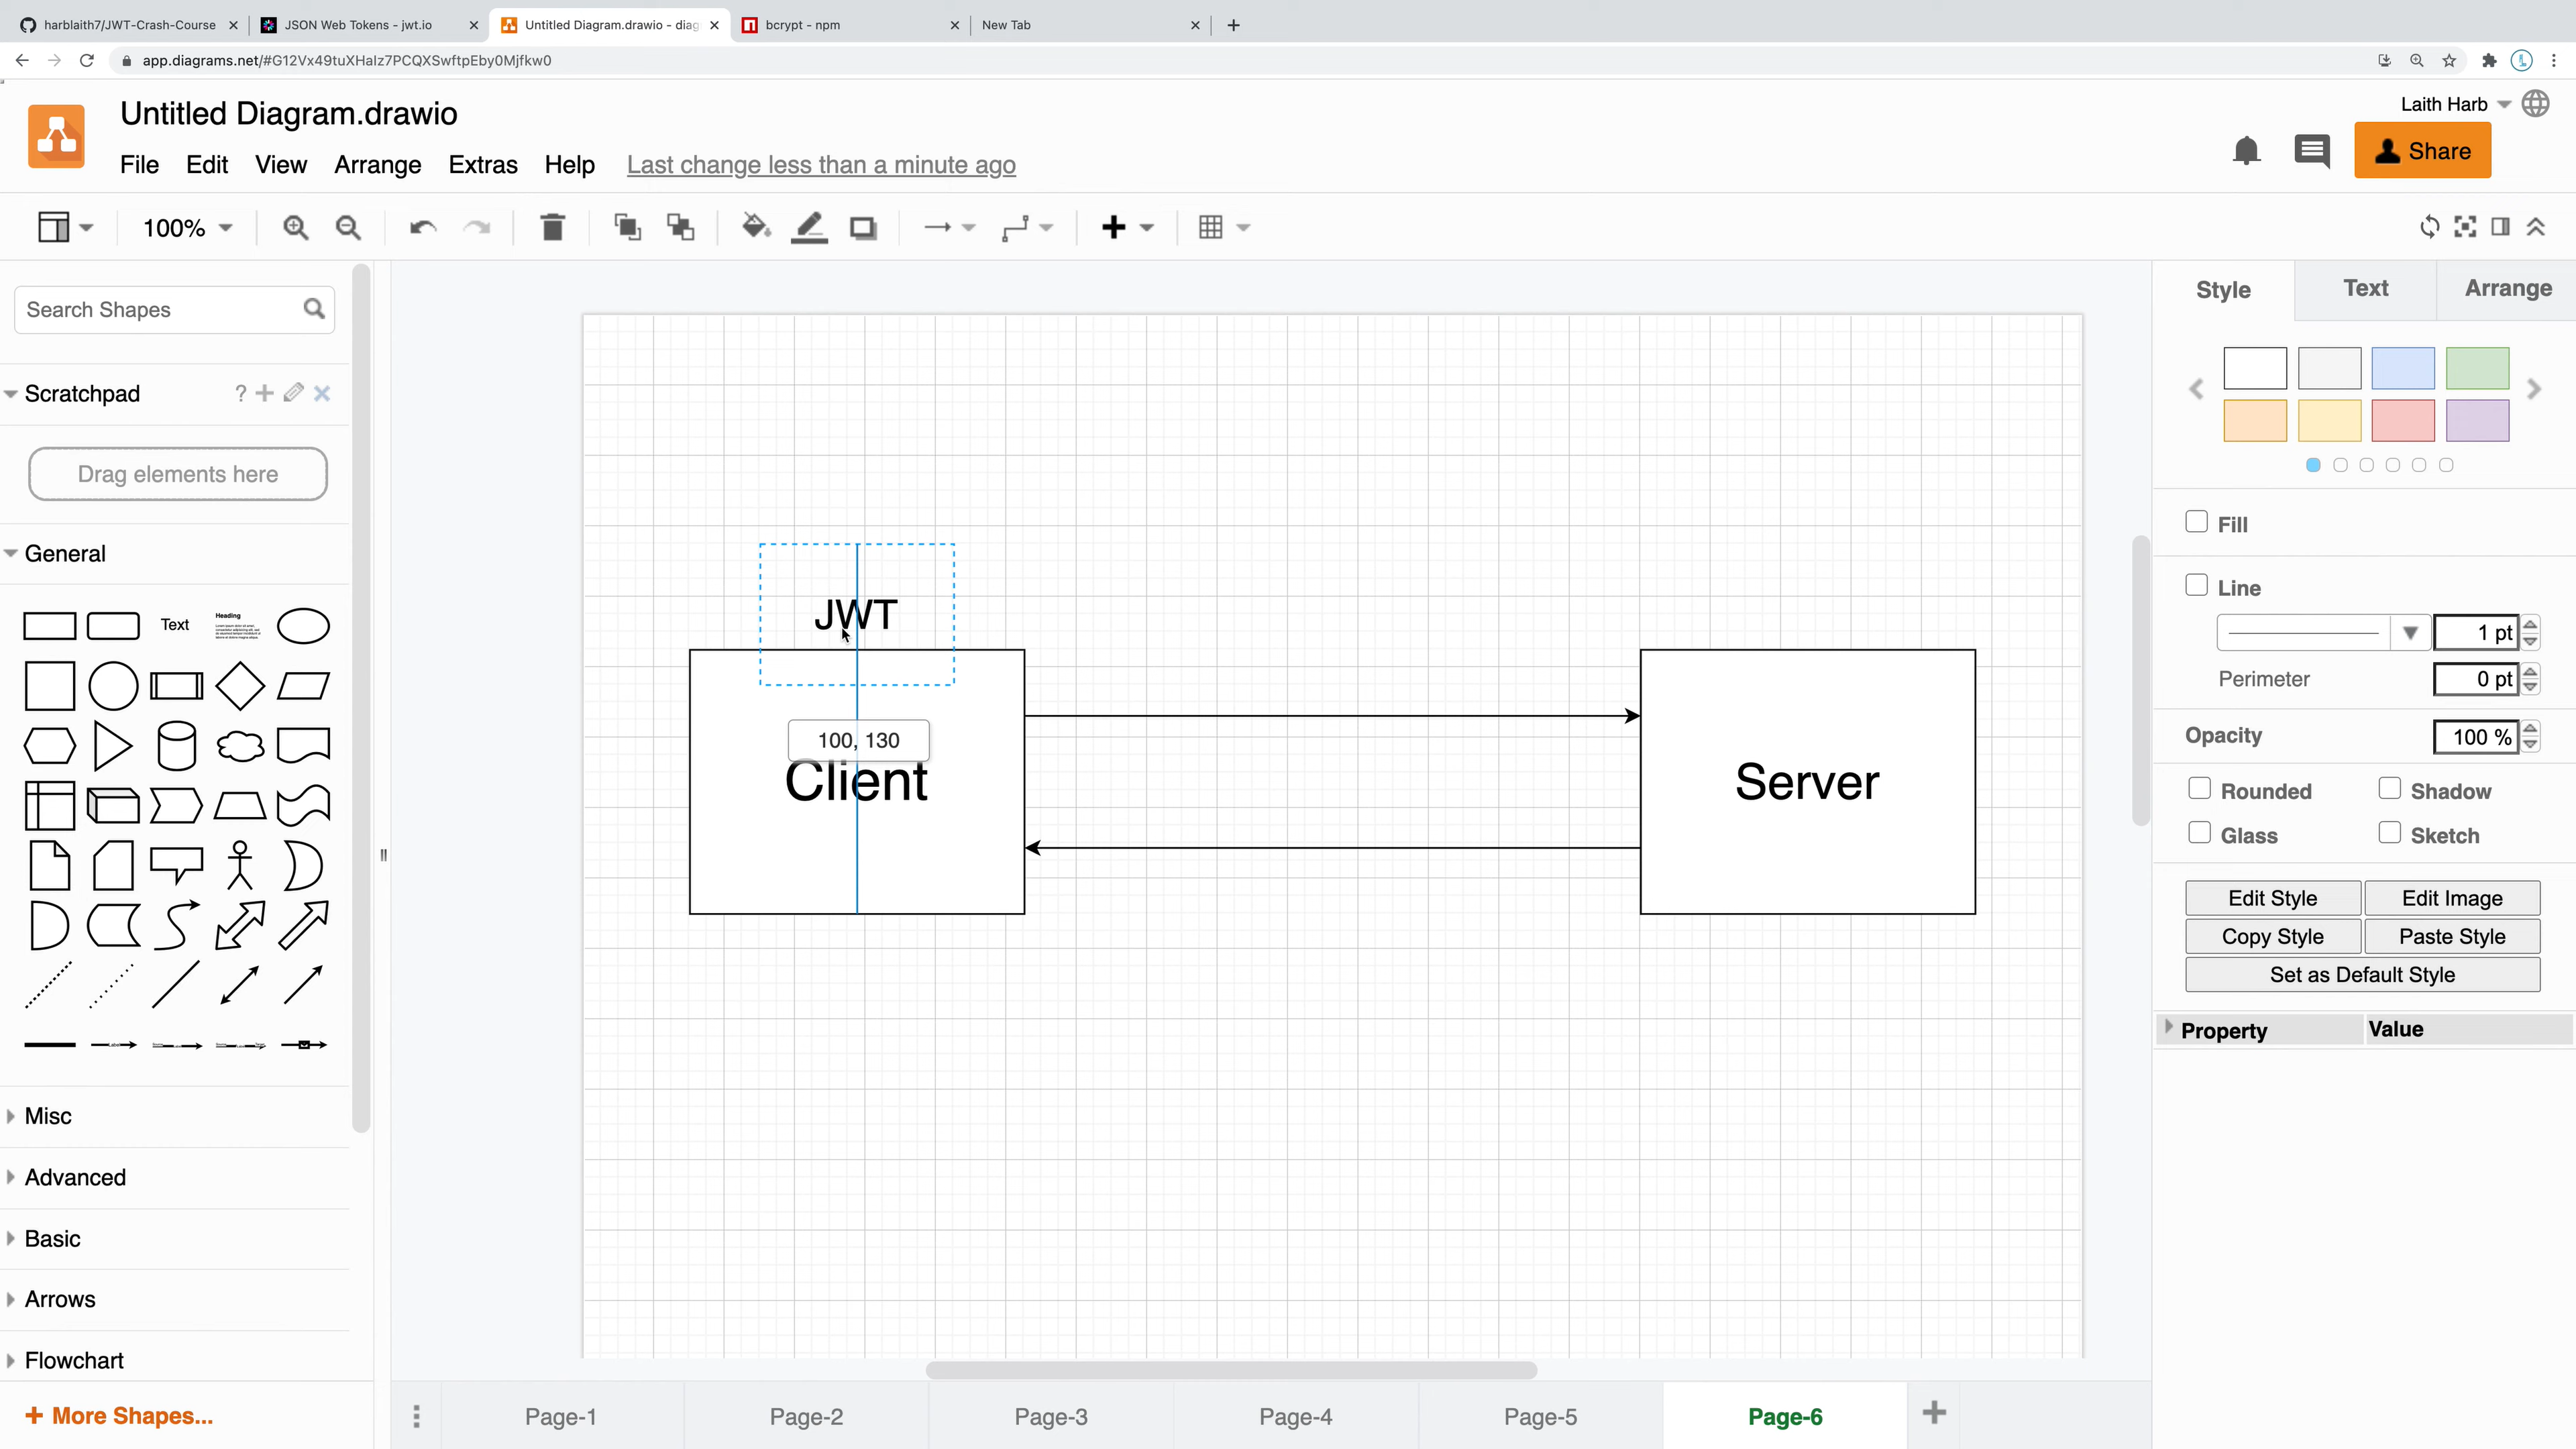 harblaith7/JWT-Crash-Course
JSON Web Tokens - jwt.io
Untitled Diagram.drawio - diag
bcrypt - npm
New Tab
app.diagrams.net/#G12Vx49tuXHalz7PCQXSwftpEby0Mjfkw0
Untitled Diagram.drawio
Laith Harb
File Edit View Arrange Extras Help Last change less than a minute ago
Share
100%
Search Shapes
Style Text Arrange
Scratchpad
?
Drag elements here
General
Heading
Text
Fill
Line
1 pt
Perimeter
0 pt
Opacity
100 %
Rounded
Shadow
Glass
Sketch
Edit Style
Edit Image
Copy Style
Paste Style
Set as Default Style
Property
Value
JWT
100, 130
Client
Server
Misc
Advanced
Basic
Arrows
Flowchart
More Shapes...
Page-1
Page-2
Page-3
Page-4
Page-5
Page-6